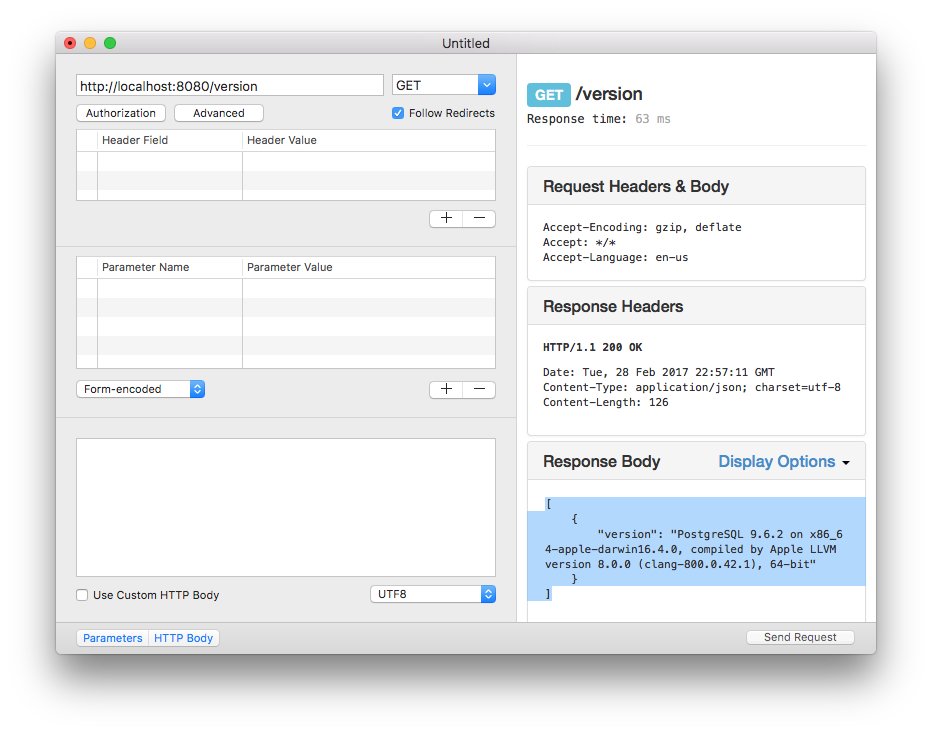 Untitled
http://localhost:8080/version
GET
Authorization
Advanced
Follow Redirects
Header Field
Header Value
Parameter Name
Parameter Value
Form-encoded
Use Custom HTTP Body
UTF8
Parameters
HTTP Body
GET /version
Response time: 63 ms
Request Headers & Body
Accept-Encoding: gzip, deflate
Accept: */*
Accept-Language: en-us
Response Headers
HTTP/1.1 200 OK
Date: Tue, 28 Feb 2017 22:57:11 GMT
Content-Type: application/json; charset=utf-8
Content-Length: 126
Response Body
Display Options
[
{
"version": "PostgreSQL 9.6.2 on x86_6
4-apple-darwin16.4.0, compiled by Apple LLVM
version 8.0.0 (clang-800.0.42.1), 64-bit"
}
]
Send Request